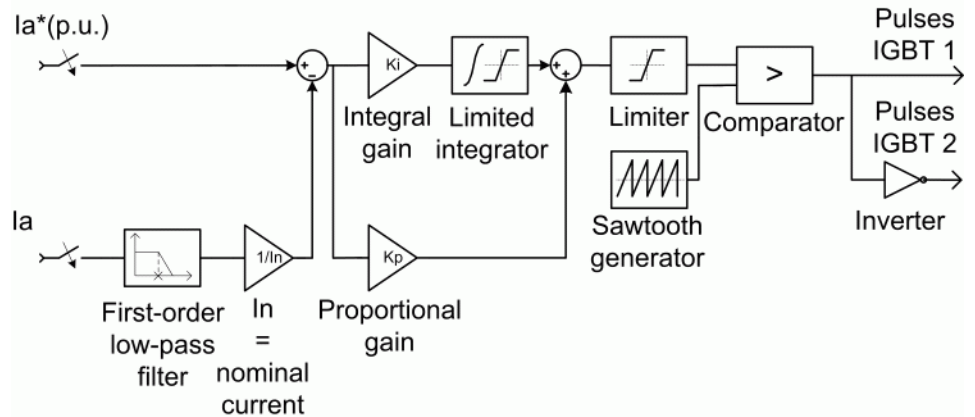 Ia*(p.u.)
Pulses
IGBT 1
+
−
Ki
+
+
>
Integral
gain
Limited
integrator
Limiter
Comparator
Pulses
IGBT 2
Ia
Sawtooth
generator
Inverter
1/In
Kp
First-order
low-pass
filter
In
=
nominal
current
Proportional
gain